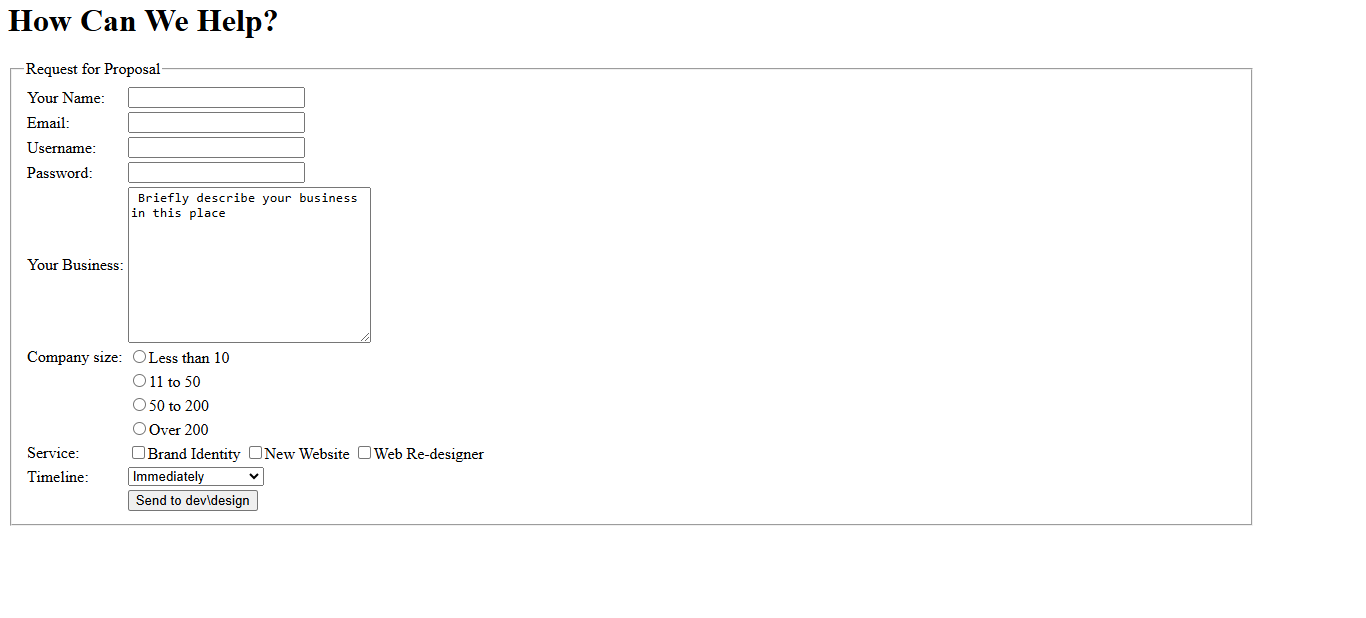 How Can We Help?
Request for Proposal
Your Name:
Email:
Username:
Password:
Your Business:
Briefly describe your business
in this place
Company size:
Less than 10
11 to 50
50 to 200
Over 200
Service: Brand Identity New Website Web Re-designer
Timeline: Immediately
Send to dev\design